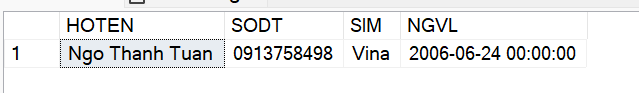 HOTEN SODT SIM NGVL
1 Ngo Thanh Tuan 0913758498 Vina 2006-06-24 00:00:00